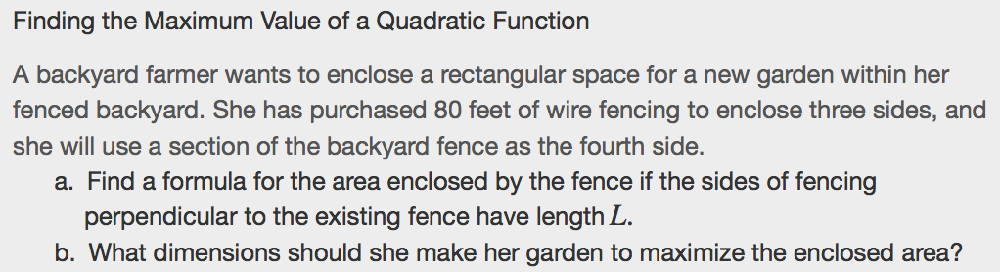 Finding the Maximum Value of a Quadratic Function
A backyard farmer wants to enclose a rectangular space for a new garden within her
fenced backyard. She has purchased 80 feet of wire fencing to enclose three sides, and
she will use a section of the backyard fence as the fourth side.
a. Find a formula for the area enclosed by the fence if the sides of fencing
perpendicular to the existing fence have length L.
b. What dimensions should she make her garden to maximize the enclosed area?